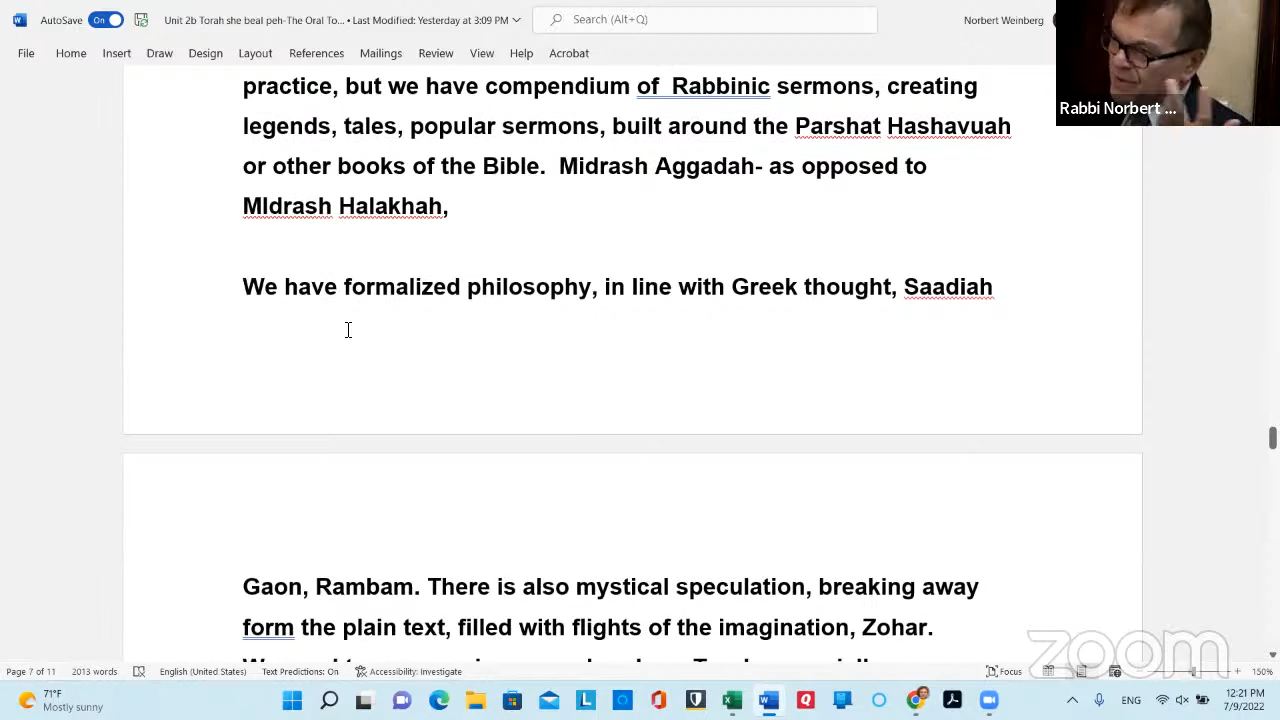 AutoSave On Unit 2b Torah she beal peh-The Oral To... • Last Modified: Yesterday at 3:09 PM Search (Alt+Q) Norbert Weinberg
File Home Insert Draw Design Layout References Mailings Review View Help Acrobat
Rabbi Norbert ...
practice, but we have compendium of  Rabbinic sermons, creating
legends, tales, popular sermons, built around the Parshat Hashavuah
or other books of the Bible.  Midrash Aggadah- as opposed to
MIdrash Halakhah,
We have formalized philosophy, in line with Greek thought, Saadiah
Gaon, Rambam. There is also mystical speculation, breaking away
form the plain text, filled with flights of the imagination, Zohar.
zoom
Page 7 of 11 2013 words English (United States) Text Predictions: On Accessibility: Investigate Focus 150%
71°F
Mostly sunny
ENG
12:21 PM
7/9/2022